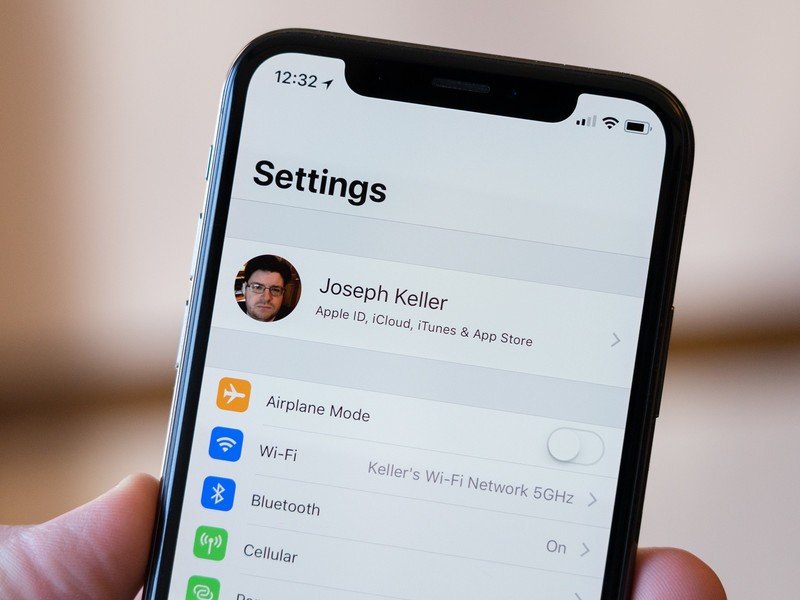 12:32
Settings
Joseph Keller
Apple ID, iCloud, iTunes & App Store
Airplane Mode
Wi-Fi
Keller's Wi-Fi Network 5GHz
Bluetooth
On
Cellular